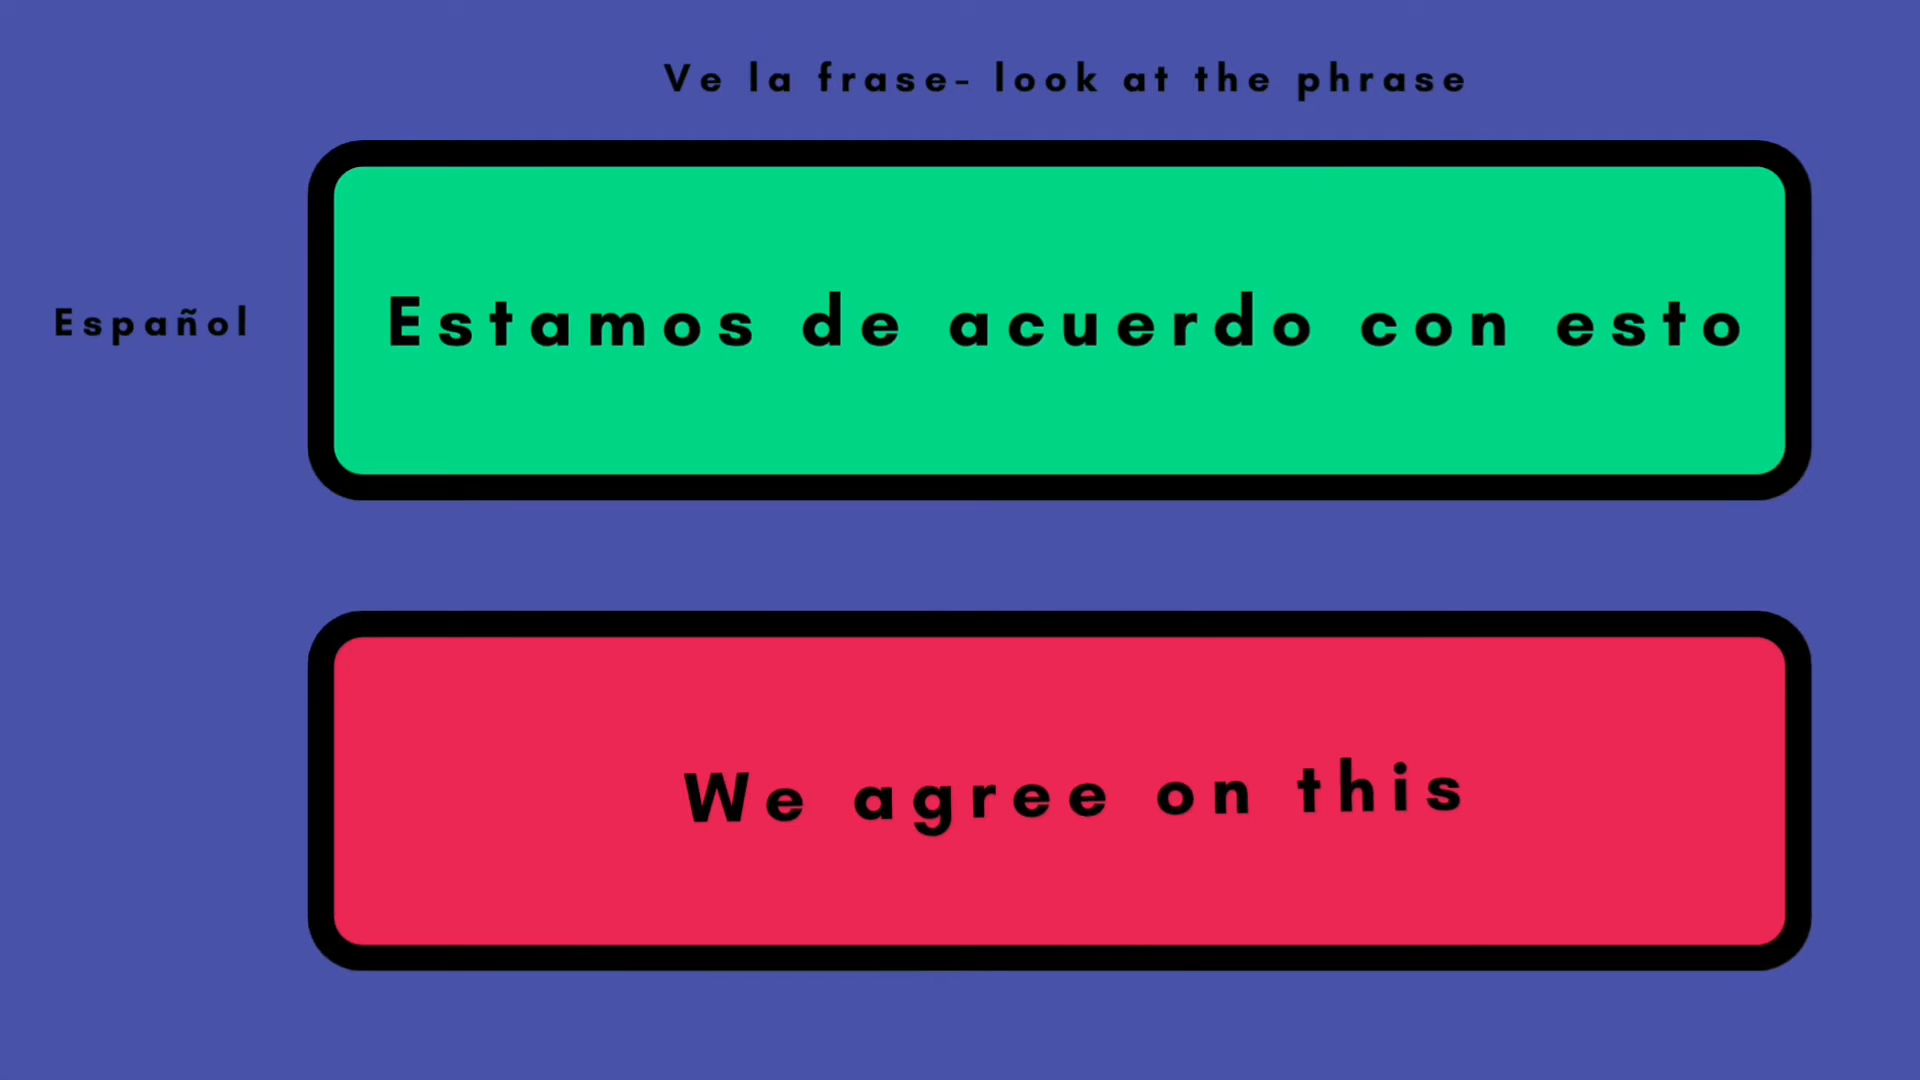 Ve la frase- look at the phrase
Español
Estamos de acuerdo con esto
We agree on this